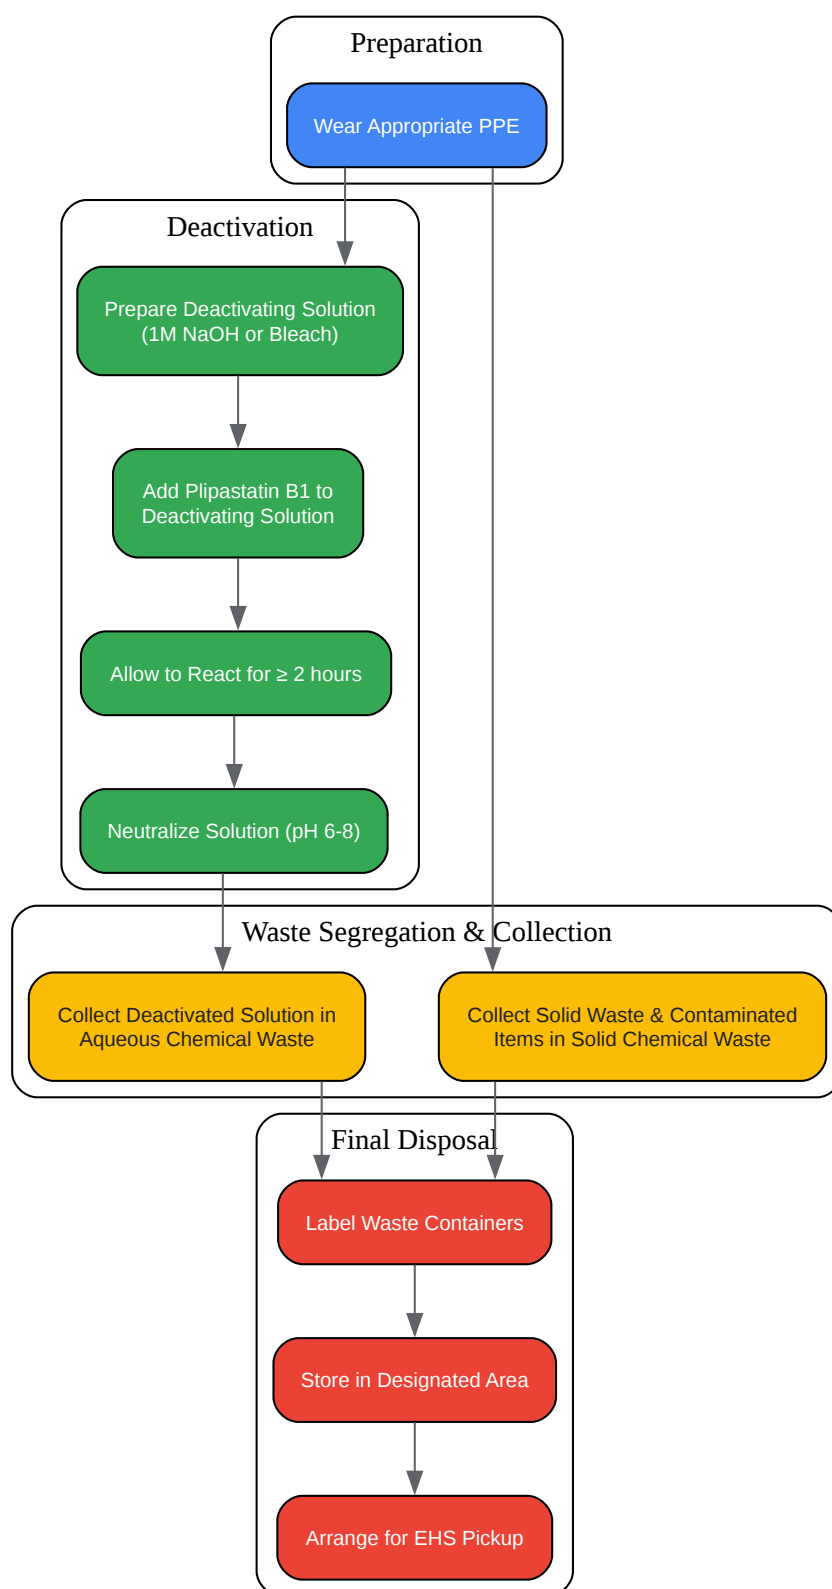 Preparation
Wear Appropriate PPE
Deactivation
Prepare Deactivating Solution
(1M NaOH or Bleach)
Add Plipastatin B1 to
Deactivating Solution
Allow to React for ≥ 2 hours
Neutralize Solution (pH 6-8)
Waste Segregation & Collection
Collect Deactivated Solution in
Aqueous Chemical Waste
Collect Solid Waste & Contaminated
Items in Solid Chemical Waste
Final Disposal
Label Waste Containers
Store in Designated Area
Arrange for EHS Pickup